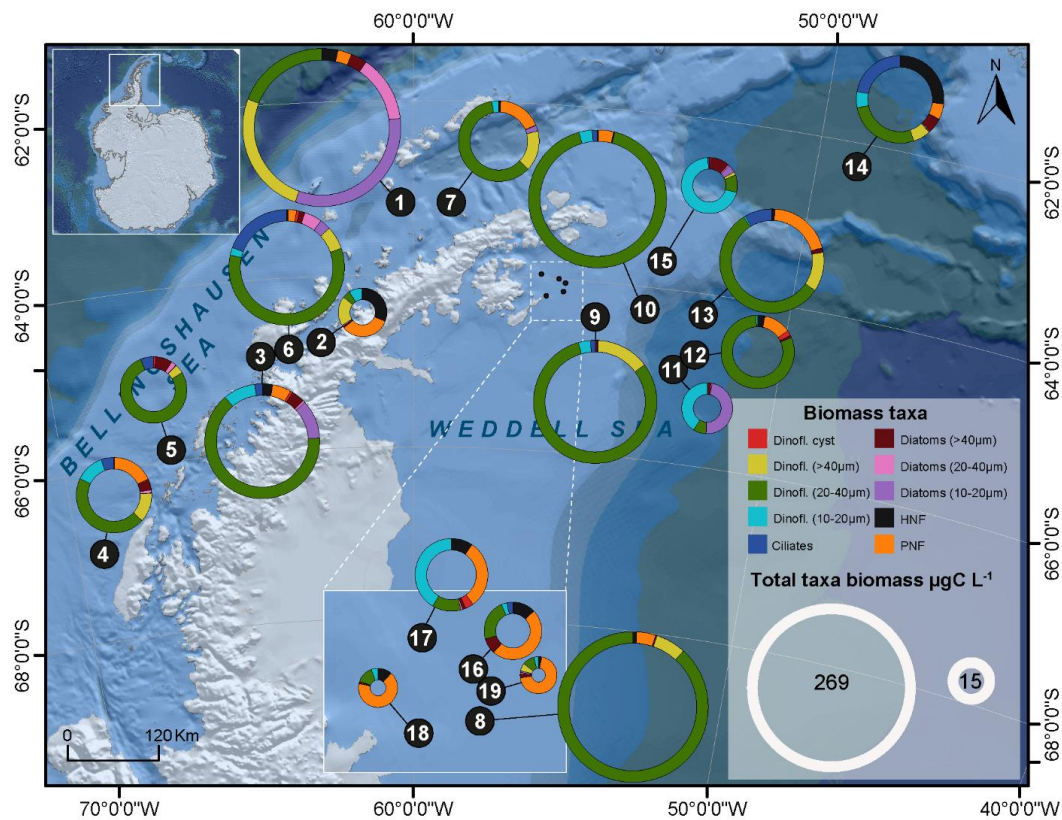 60°0'0"W
50°0'0"W
N
62°0'0"S
64°0'0"S
66°0'0"S
68°0'0"S
62°0'0"S
64°0'0"S
66°0'0"S
68°0'0"S
1
7
14
15
10
13
9
12
11
3
6
2
5
4
BELLINGSHAUSEN
SEA
WEDDELL SEA
17
16
19
18
8
Biomass taxa
Dinofl. cyst
Diatoms (>40µm)
Dinofl. (>40µm)
Diatoms (20-40µm)
Dinofl. (20-40µm)
Diatoms (10-20µm)
Dinofl. (10-20µm)
HNF
Ciliates
PNF
Total taxa biomass µgC L-1
269
15
0 120 Km
70°0'0"W
60°0'0"W
50°0'0"W
40°0'0"W